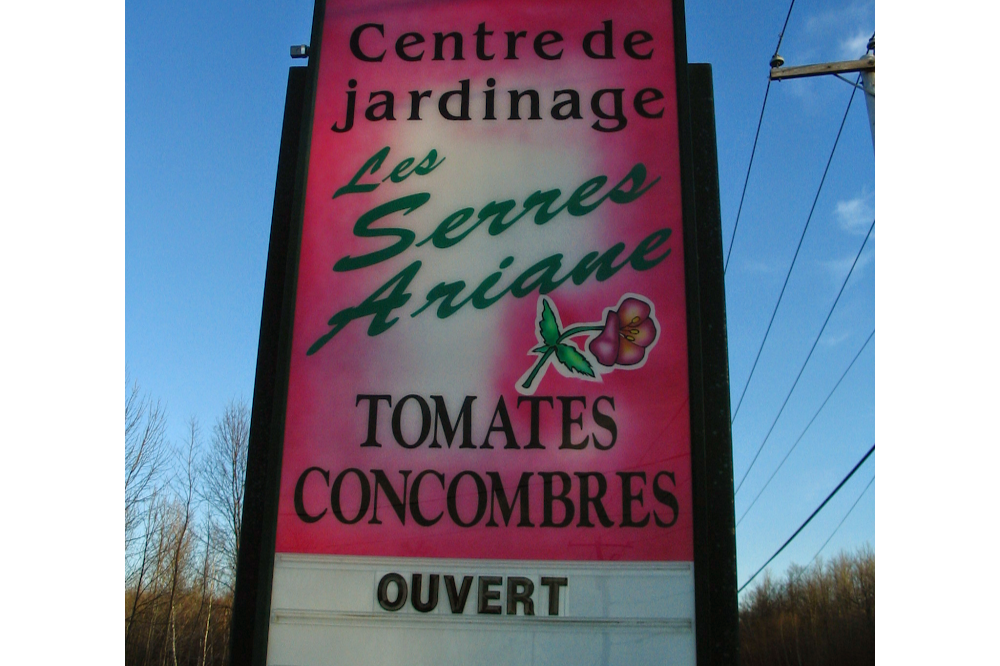 Centre de
jardinage
Les
Serres
Ariane
TOMATES
CONCOMBRES
OUVERT